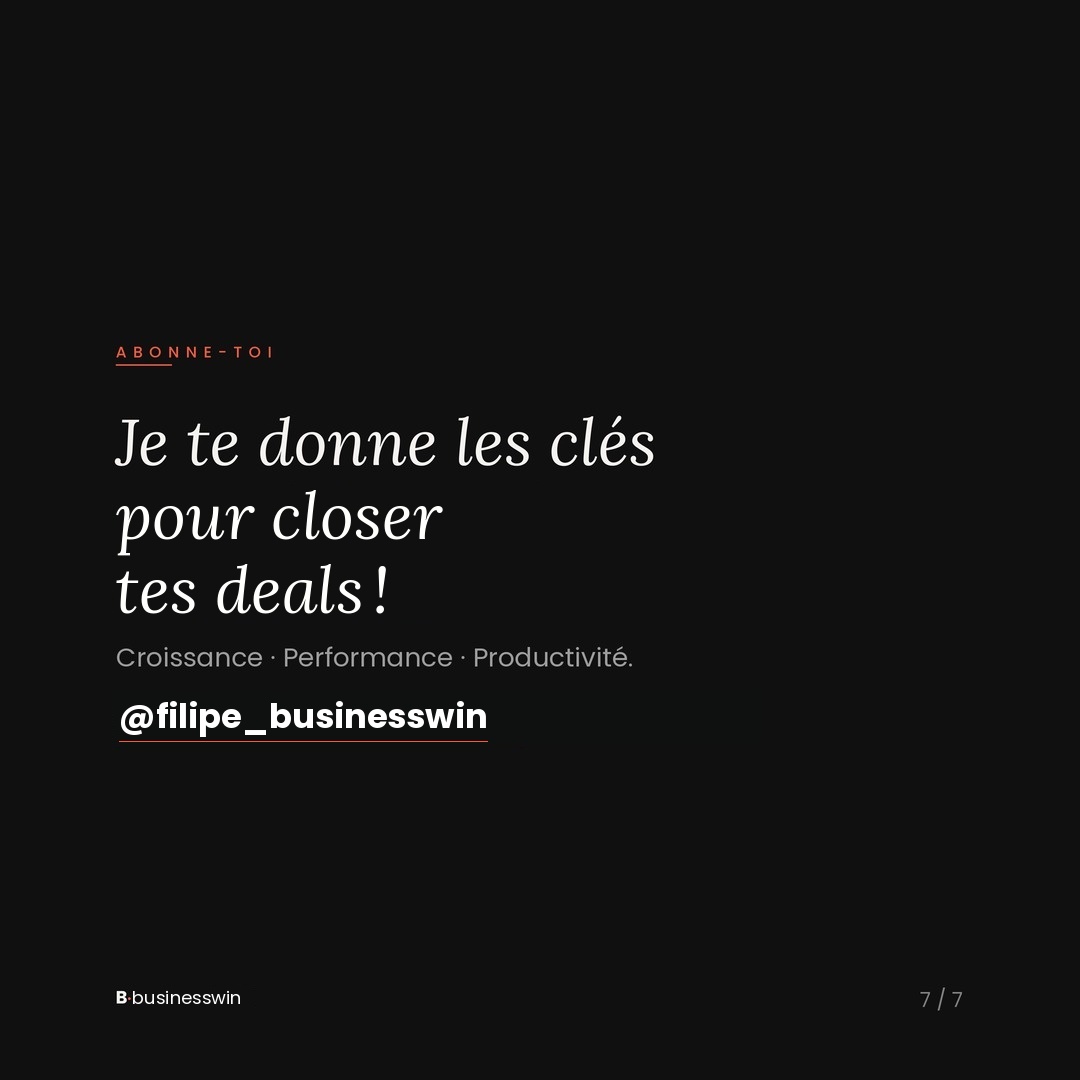 ABONNE-TOI
Je te donne les clés
pour closer
tes deals !
Croissance · Performance · Productivité.
@filipe_businesswin
B·businesswin
7 / 7